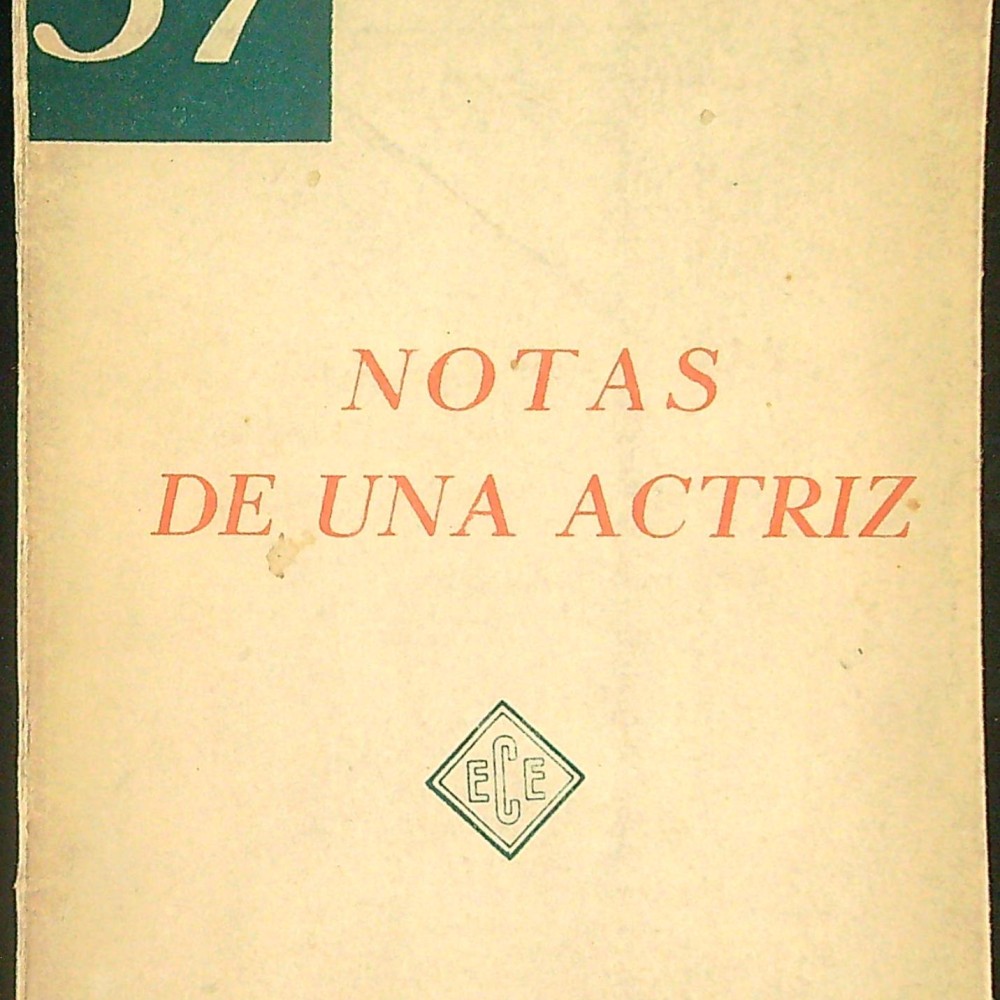 NOTAS
DE UNA ACTRIZ
ECE